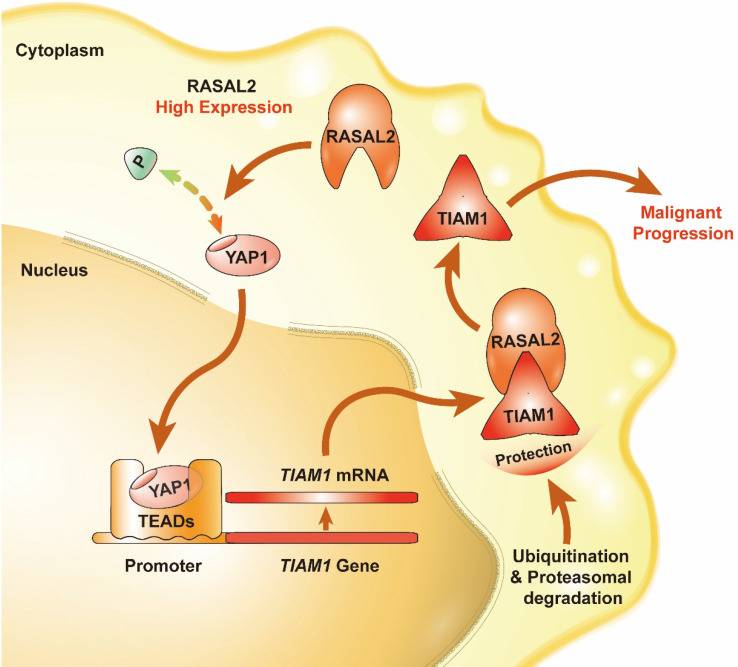 Cytoplasm
RASAL2
High Expression
RASAL2
P
TIAM1
Malignant
Progression
YAP1
Nucleus
RASAL2
TIAM1
Protection
YAP1
TEADs
TIAM1 mRNA
Promoter
TIAM1 Gene
Ubiquitination
& Proteasomal
degradation